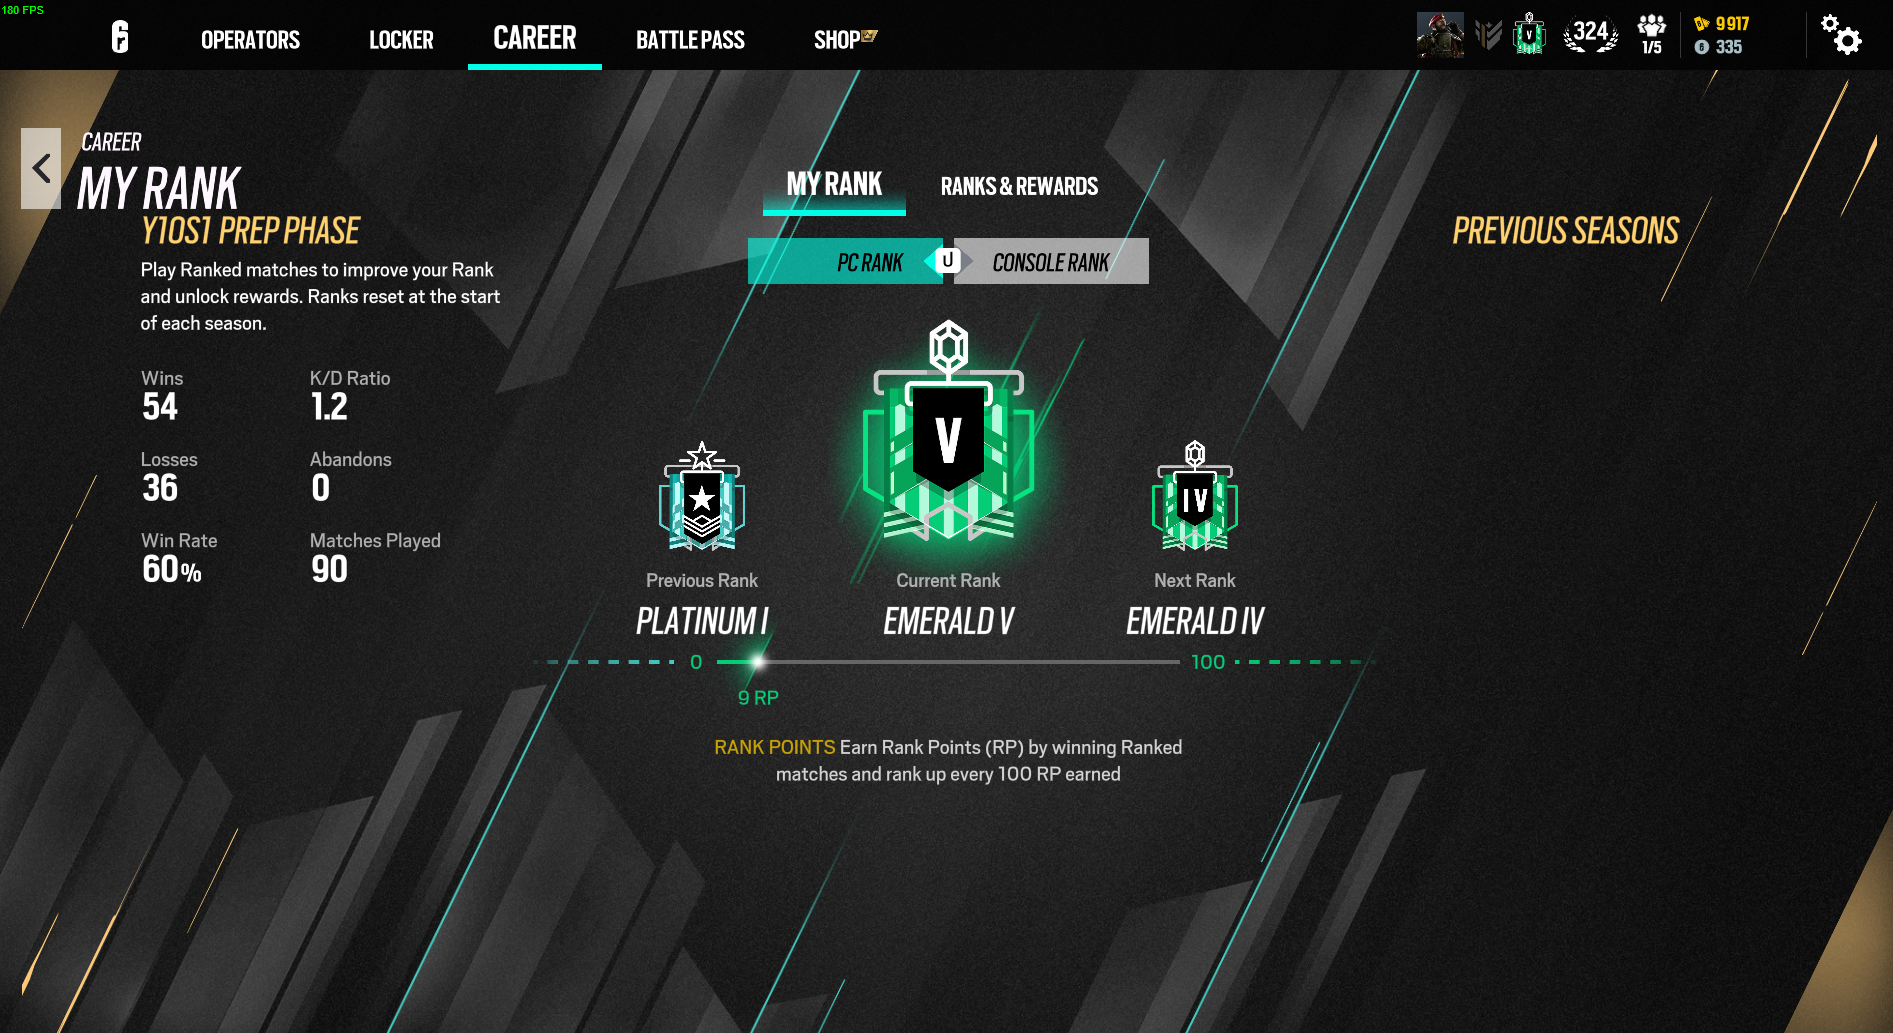 180 FPS
OPERATORS
LOCKER
CAREER
BATTLE PASS
SHOP
V
324
1/5
9 917
335
CAREER
MY RANK
Y10S1 PREP PHASE
Play Ranked matches to improve your Rank
and unlock rewards. Ranks reset at the start
of each season.
Wins
54
K/D Ratio
1.2
Losses
36
Abandons
0
Win Rate
60%
Matches Played
90
MY RANK
RANKS & REWARDS
PC RANK
U
CONSOLE RANK
V
IV
Previous Rank
PLATINUM I
Current Rank
EMERALD V
Next Rank
EMERALD IV
0
100
9 RP
RANK POINTS Earn Rank Points (RP) by winning Ranked
matches and rank up every 100 RP earned
PREVIOUS SEASONS